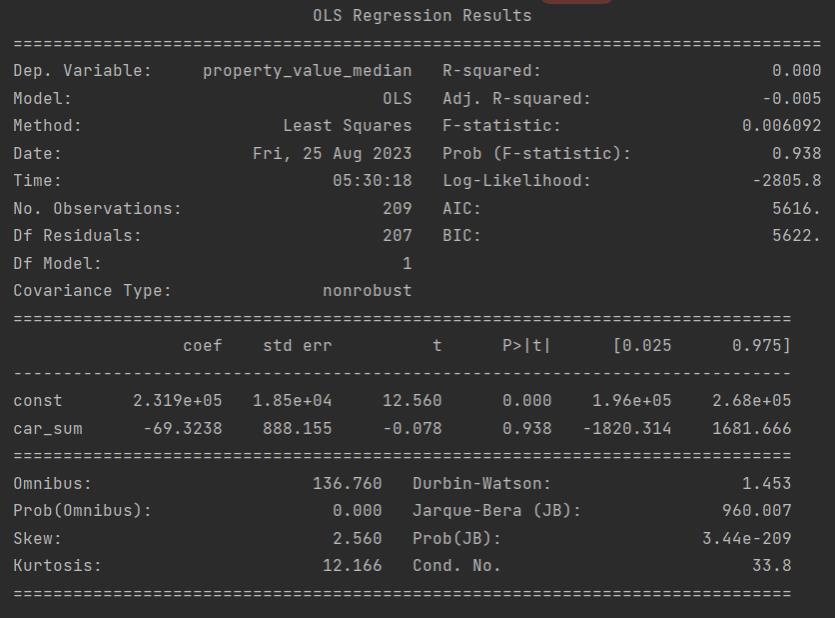 OLS Regression Results
==============================================================================
Dep. Variable: property_value_median R-squared: 0.000
Model: OLS Adj. R-squared: -0.005
Method: Least Squares F-statistic: 0.006092
Date: Fri, 25 Aug 2023 Prob (F-statistic): 0.938
Time: 05:30:18 Log-Likelihood: -2805.8
No. Observations: 209 AIC: 5616.
Df Residuals: 207 BIC: 5622.
Df Model: 1
Covariance Type: nonrobust
==============================================================================
coef std err t P>|t| [0.025 0.975]
------------------------------------------------------------------------------
const 2.319e+05 1.85e+04 12.560 0.000 1.96e+05 2.68e+05
car_sum -69.3238 888.155 -0.078 0.938 -1820.314 1681.666
==============================================================================
Omnibus: 136.760 Durbin-Watson: 1.453
Prob(Omnibus): 0.000 Jarque-Bera (JB): 960.007
Skew: 2.560 Prob(JB): 3.44e-209
Kurtosis: 12.166 Cond. No. 33.8
==============================================================================